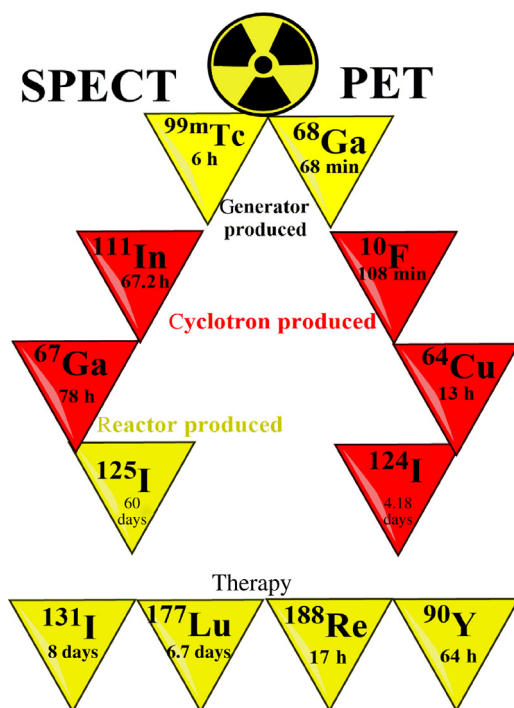 SPECT PET
99mTc
6 h
68Ga
68 min
Generator
produced
111In
67.2 h
10F
108 min
Cyclotron produced
67Ga
78 h
64Cu
13 h
Reactor produced
125I
60
days
124I
4.18
days
Therapy
131I
8 days
177Lu
6.7 days
188Re
17 h
90Y
64 h